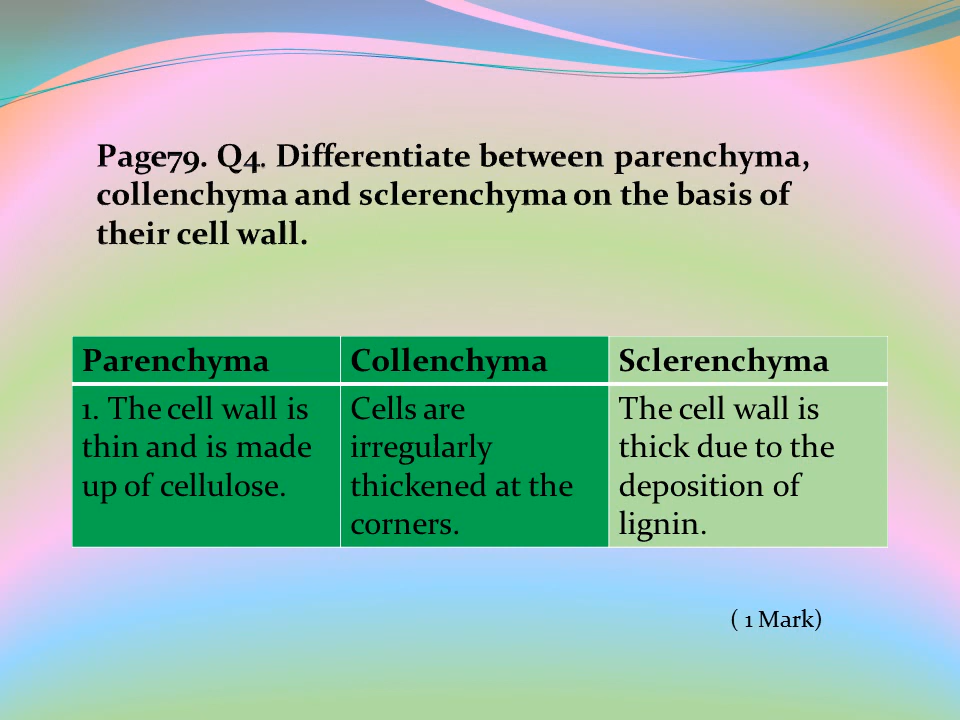 Page79. Q4. Differentiate between parenchyma,
collenchyma and sclerenchyma on the basis of
their cell wall.
Parenchyma
Collenchyma
Sclerenchyma
1. The cell wall is
thin and is made
up of cellulose.
Cells are
irregularly
thickened at the
corners.
The cell wall is
thick due to the
deposition of
lignin.
( 1 Mark)